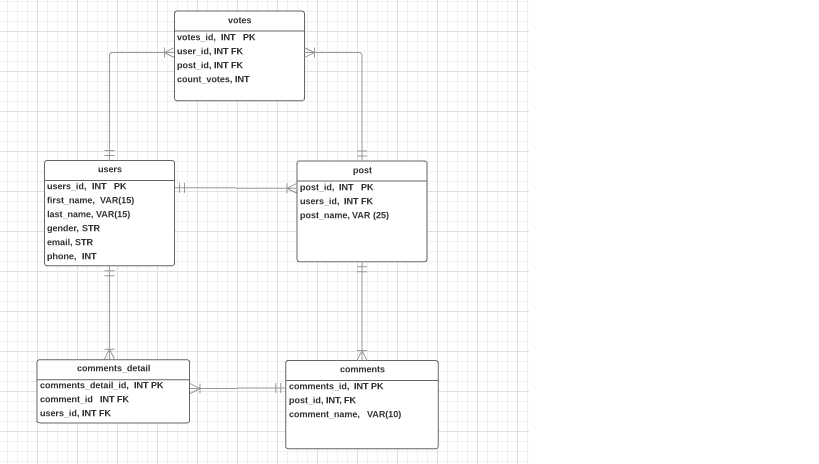 votes
votes_id, INT PK
user_id, INT FK
post_id, INT FK
count_votes, INT
users
users_id, INT PK
first_name, VAR(15)
last_name, VAR(15)
gender, STR
email, STR
phone, INT
post
post_id, INT PK
users_id, INT FK
post_name, VAR (25)
comments_detail
comments_detail_id, INT PK
comment_id INT FK
users_id, INT FK
comments
comments_id, INT PK
post_id, INT, FK
comment_name, VAR(10)